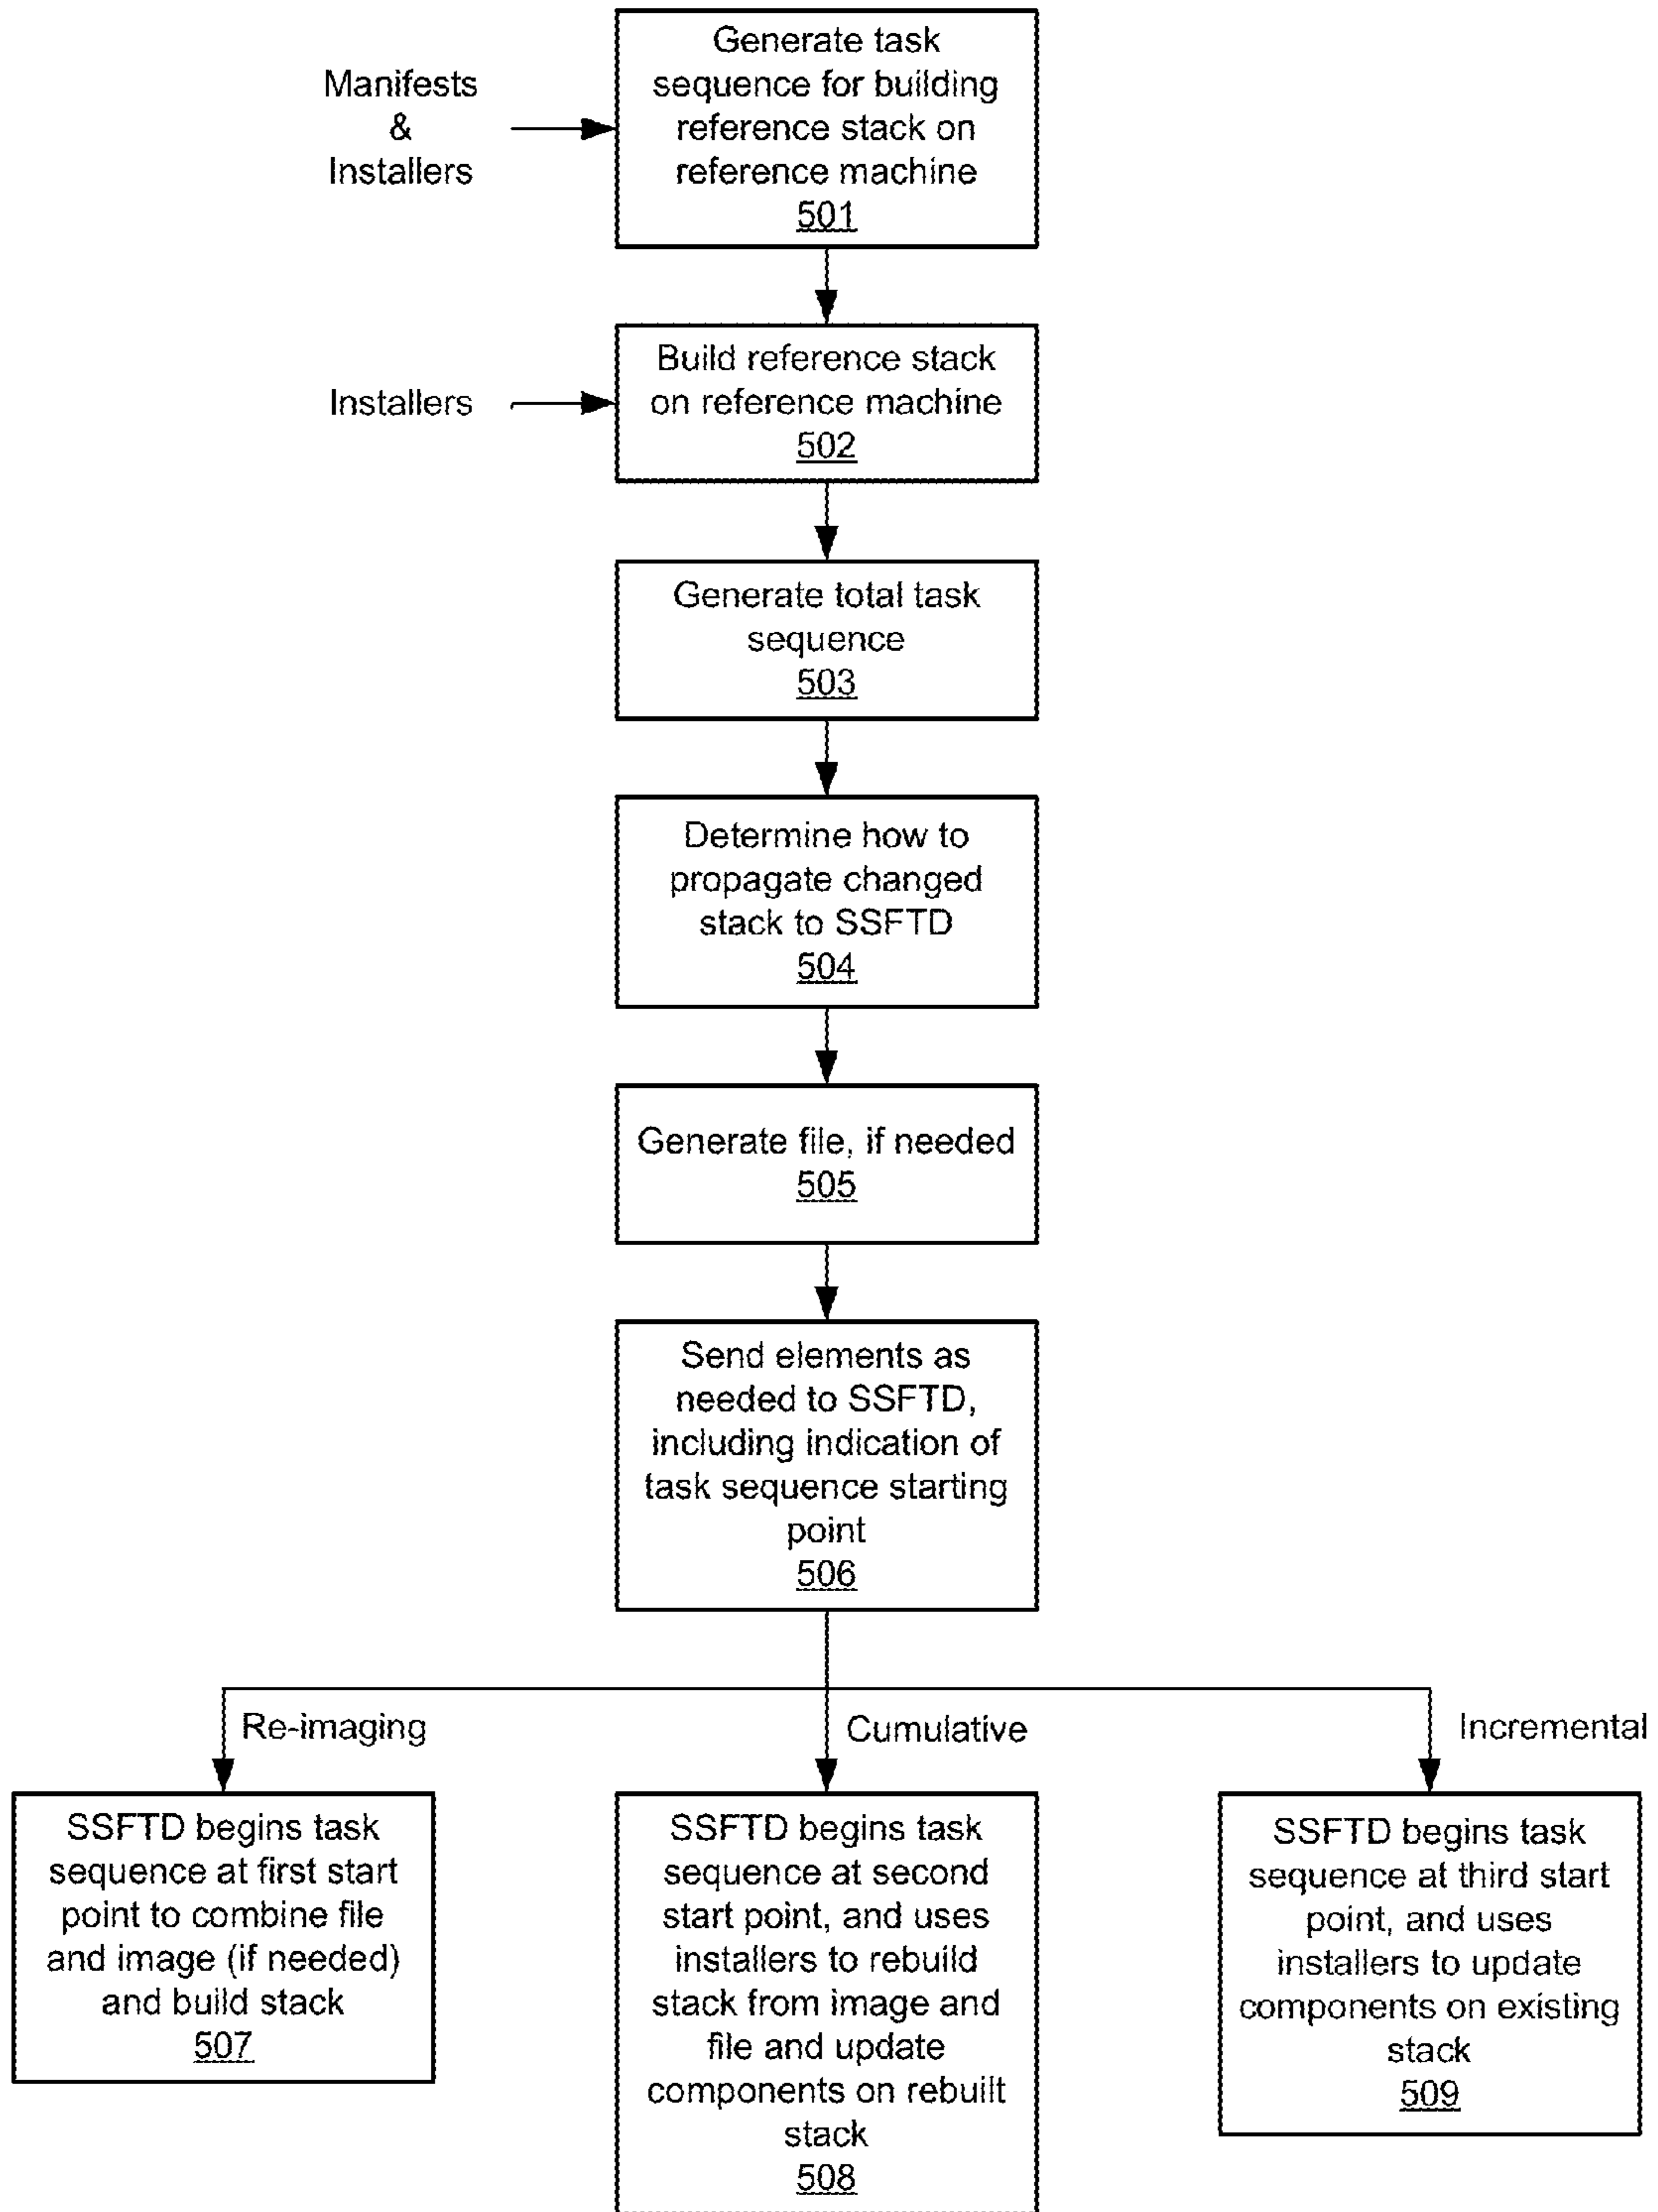 Manifests
&
Installers
Generate task
sequence for building
reference stack on
reference machine
501
Installers
Build reference stack
on reference machine
502
Generate total task
sequence
503
Determine how to
propagate changed
stack to SSFTD
504
Generate file, if needed
505
Send elements as
needed to SSFTD,
including indication of
task sequence starting
point
506
Re-imaging
Cumulative
Incremental
SSFTD begins task
sequence at first start
point to combine file
and image (if needed)
and build stack
507
SSFTD begins task
sequence at second
start point, and uses
installers to rebuild
stack from image and
file and update
components on rebuilt
stack
508
SSFTD begins task
sequence at third start
point, and uses
installers to update
components on existing
stack
509